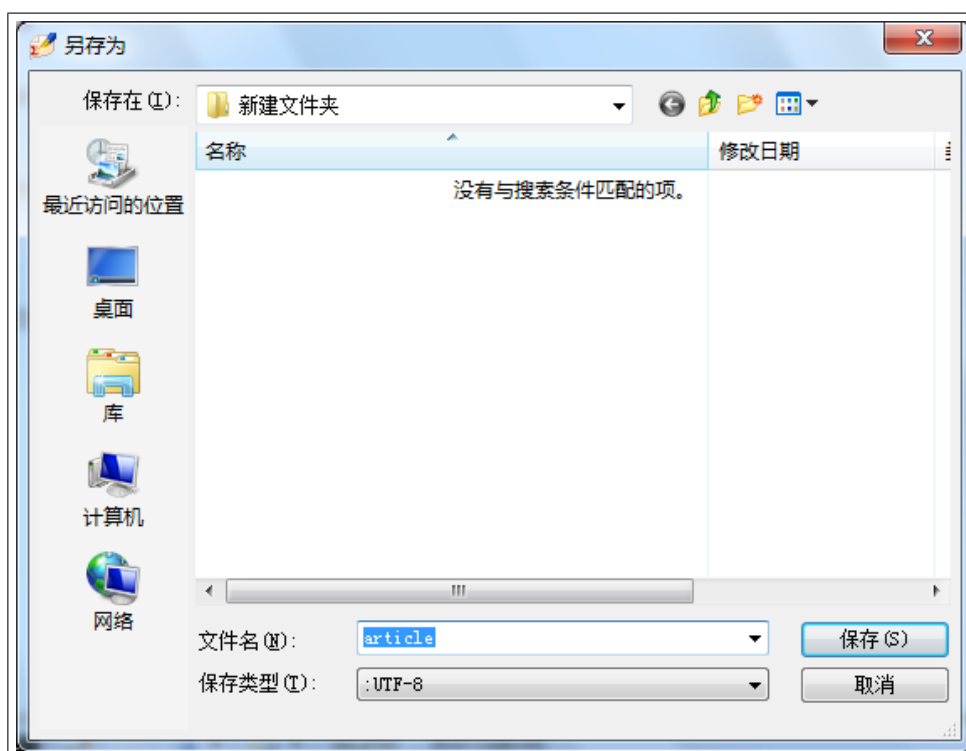 另存为
保存在(I):
新建文件夹
名称
修改日期
没有与搜索条件匹配的项。
最近访问的位置
桌面
库
计算机
网络
文件名(N):
article
保存(S)
保存类型(T):
:UTF-8
取消